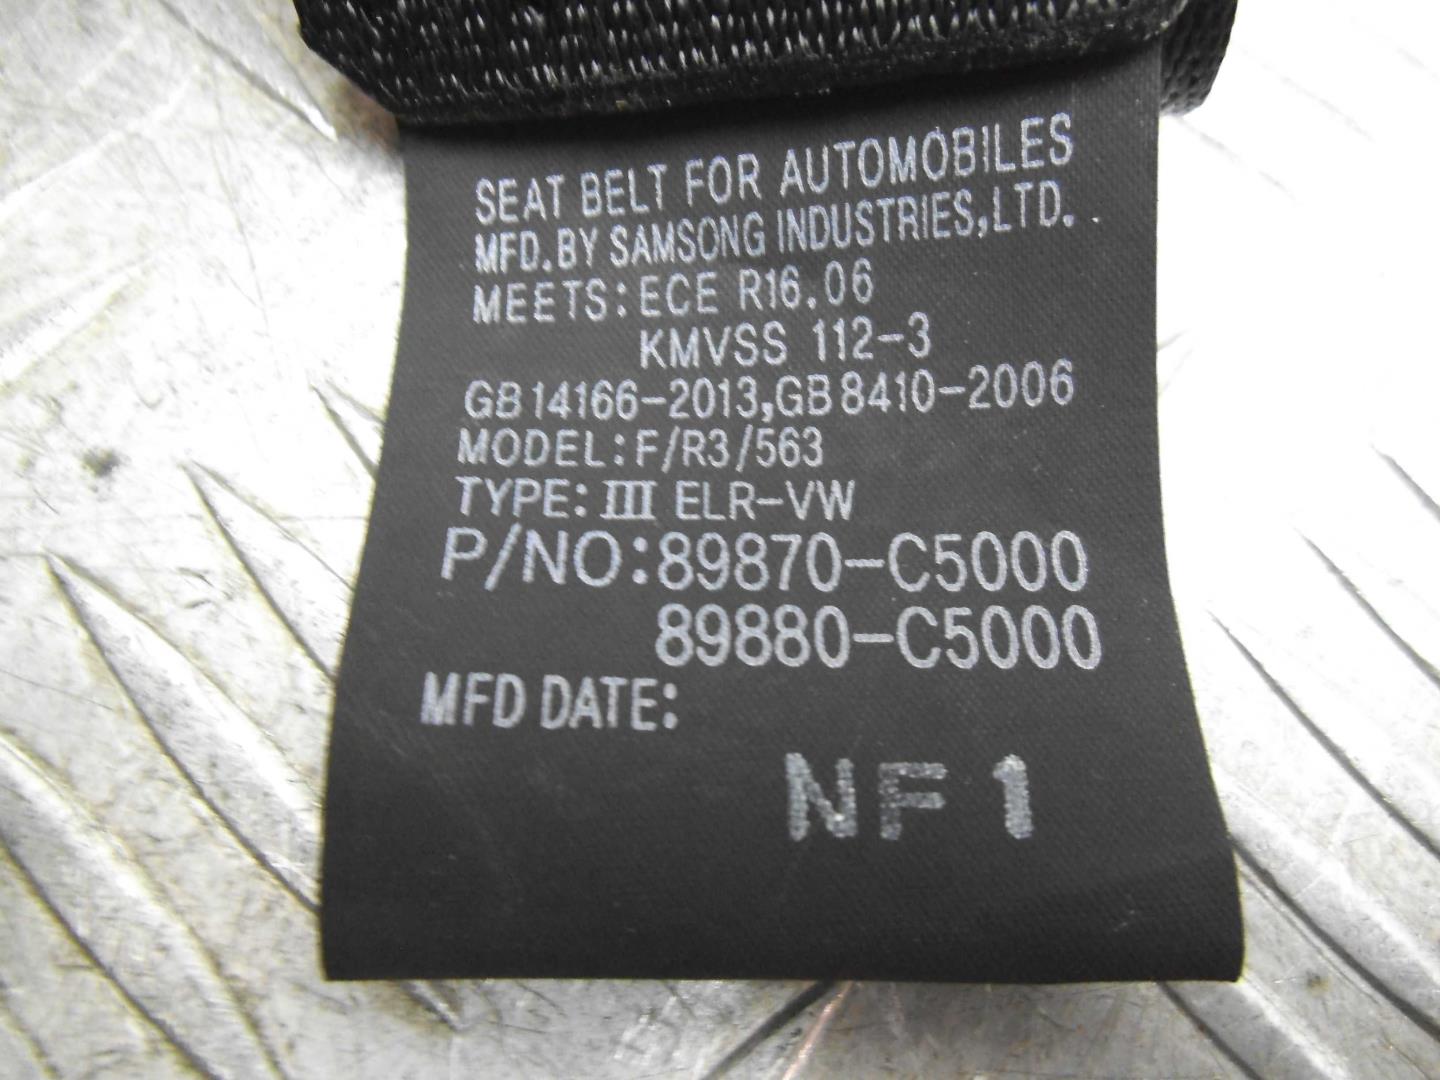 SEAT BELT FOR AUTOMOBILES
MFD.BY SAMSONG INDUSTRIES,LTD.
MEETS:ECE R16.06
KMVSS 112-3
GB14166-2013,GB8410-2006
MODEL:F/R3/563
TYPE:III ELR-VW
P/NO:89870-C5000
89880-C5000
MFD DATE:
NF1